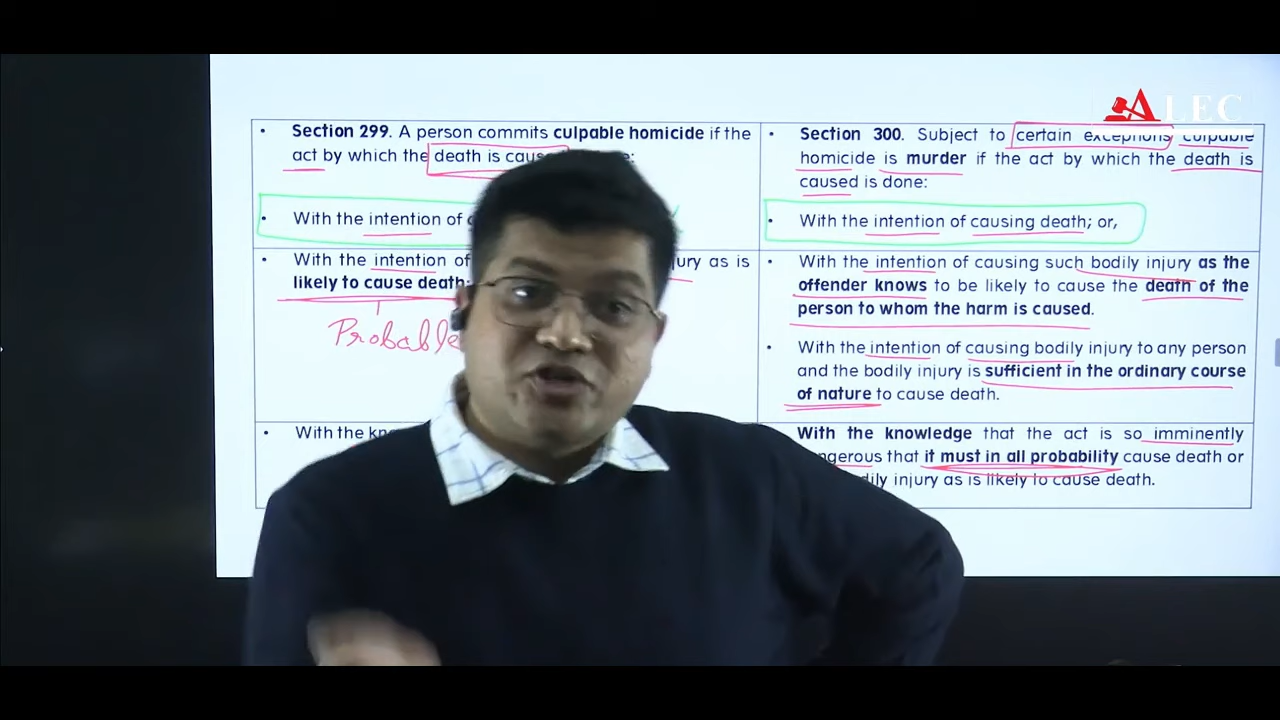 ALEC
• Section 299. A person commits culpable homicide if the
act by which the death is
• With the intention of
• With the intention of
injury as is
likely to cause death
Probable
• With the
• Section 300. Subject to certain exceptions culpable
homicide is murder if the act by which the death is
caused is done:
• With the intention of causing death; or,
• With the intention of causing such bodily injury as the
offender knows to be likely to cause the death of the
person to whom the harm is caused.
• With the intention of causing bodily injury to any person
and the bodily injury is sufficient in the ordinary course
of nature to cause death.
With the knowledge that the act is so imminently
that it must in all probability cause death or
injury as is likely to cause death.